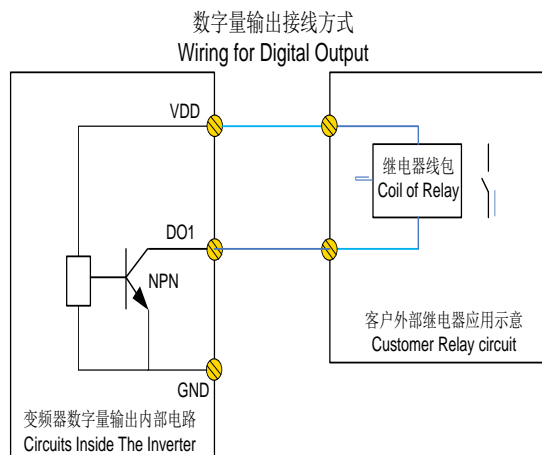 数字量输出接线方式
Wiring for Digital Output
VDD
继电器线包
Coil of Relay
DO1
NPN
客户外部继电器应用示意
Customer Relay circuit
GND
变频器数字量输出内部电路
Circuits Inside The Inverter